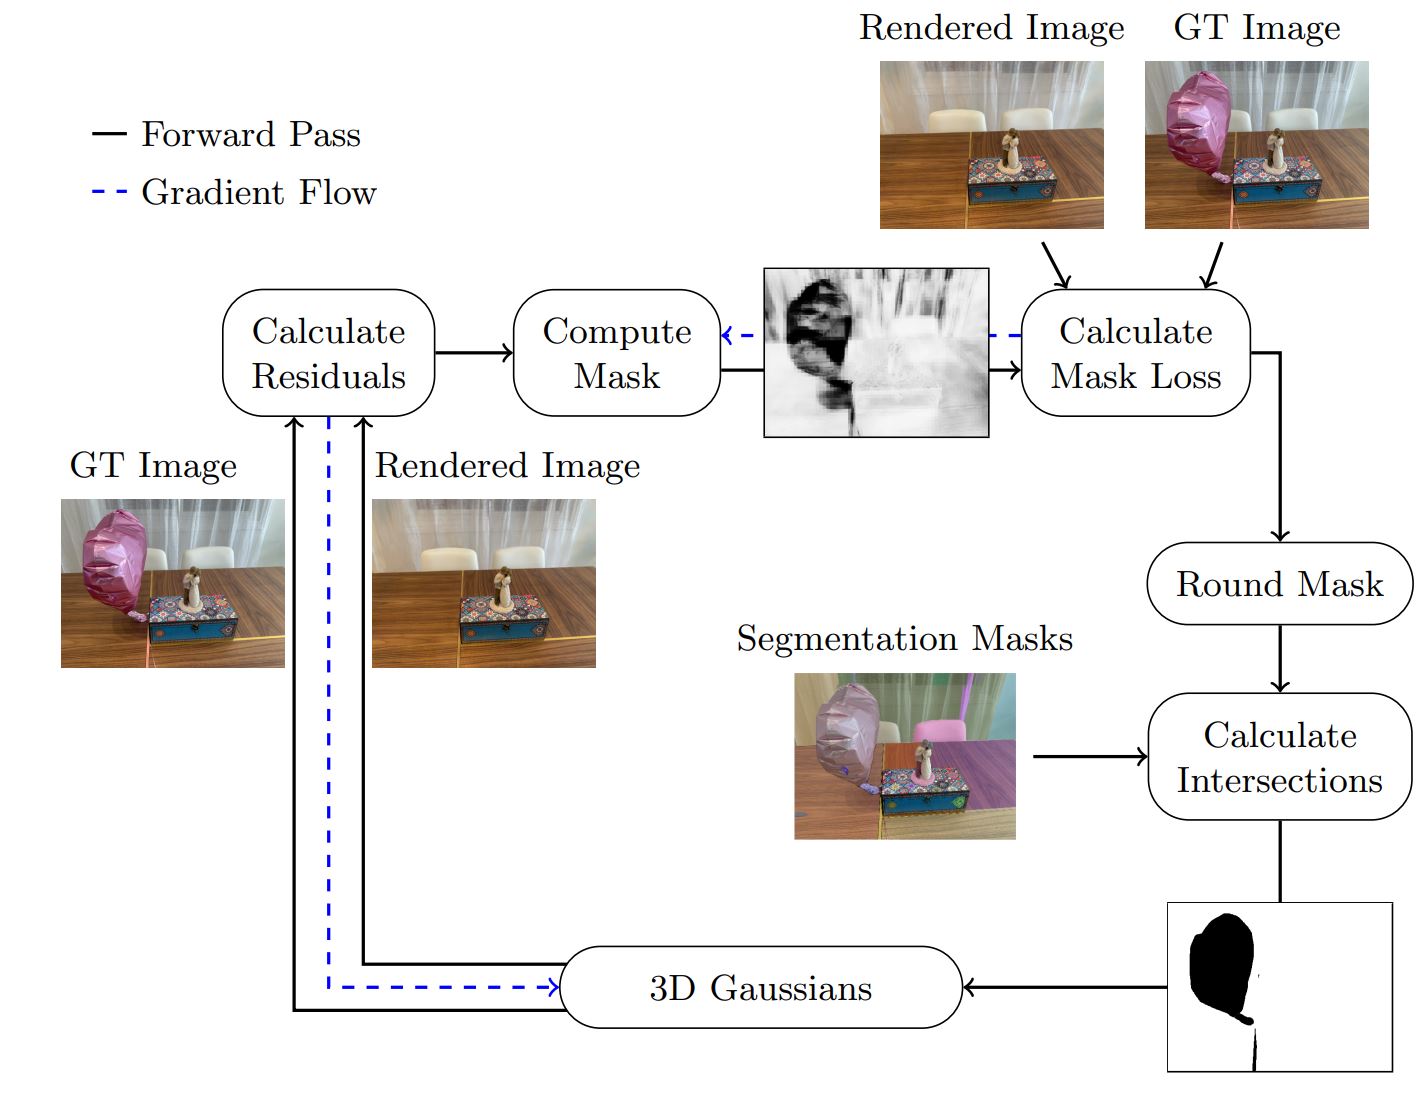 Rendered Image
GT Image
Forward Pass
Gradient Flow
Calculate
Residuals
Compute
Mask
Calculate
Mask Loss
GT Image
Rendered Image
Round Mask
Segmentation Masks
Calculate
Intersections
3D Gaussians